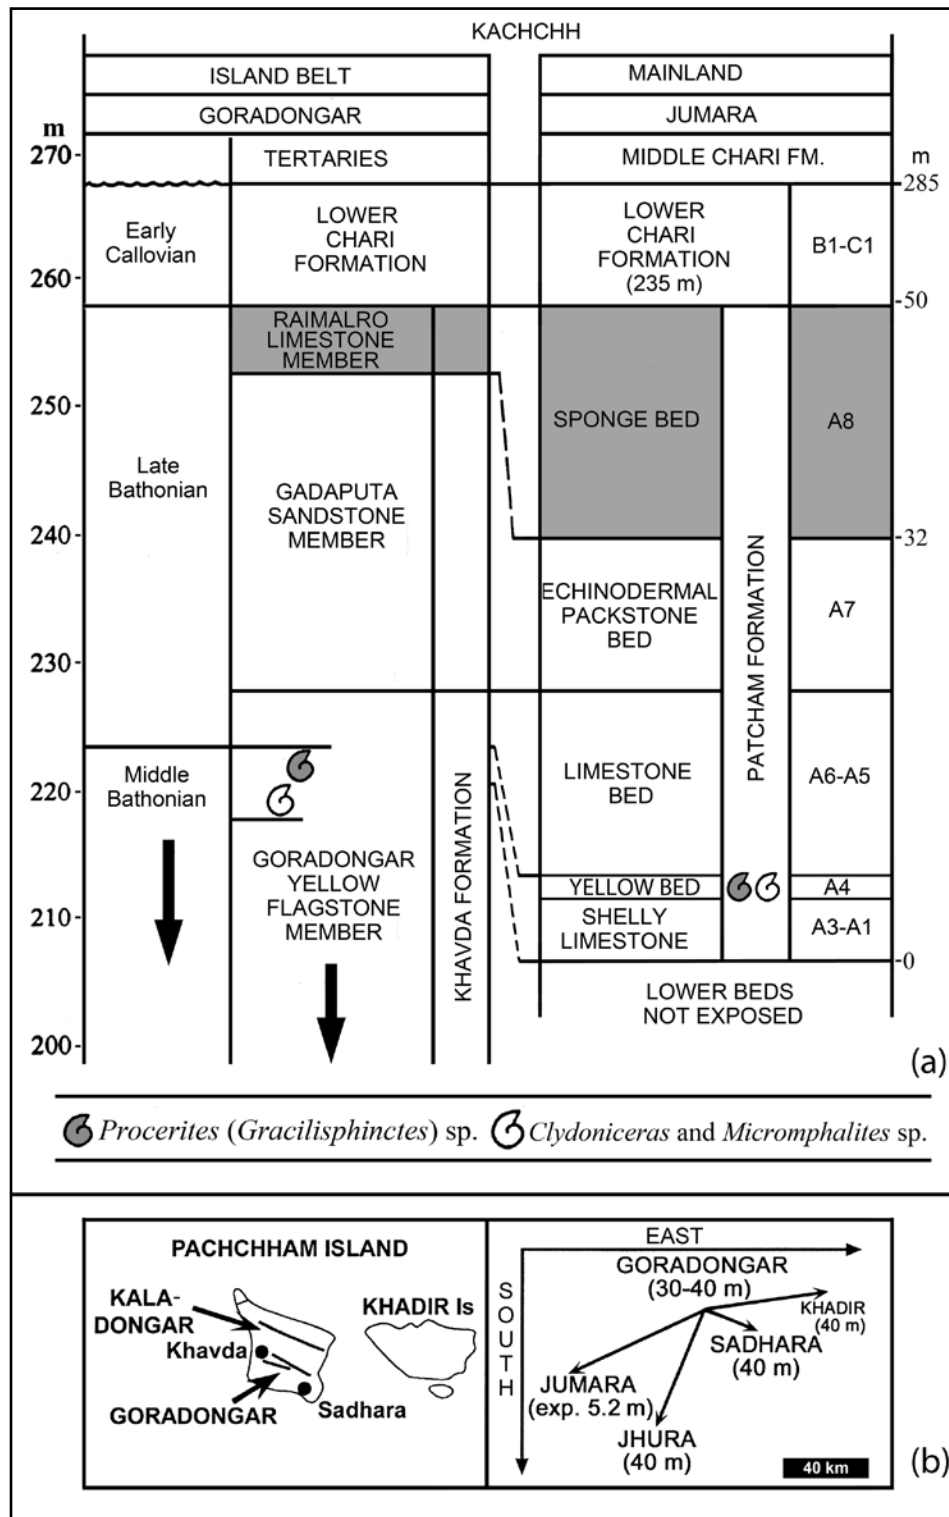 KACHCHH
ISLAND BELT
MAINLAND
GORADONGAR
JUMARA
m
270-
TERTARIES
MIDDLE CHARI FM.
m
285
Early
Callovian
LOWER
CHARI
FORMATION
LOWER
CHARI
FORMATION
(235 m)
B1-C1
260-
-50
RAIMALRO
LIMESTONE
MEMBER
250-
SPONGE BED
A8
Late
Bathonian
GADAPUTA
SANDSTONE
MEMBER
240-
-32
ECHINODERMAL
PACKSTONE
BED
A7
230-
PATCHAM FORMATION
Middle
Bathonian
220-
LIMESTONE
BED
A6-A5
GORADONGAR
YELLOW
FLAGSTONE
MEMBER
KHAVDA FORMATION
YELLOW BED
A4
210-
SHELLY
LIMESTONE
A3-A1
-0
LOWER BEDS
NOT EXPOSED
200-
(a)
Procerites (Gracilisphinctes) sp.
Clydoniceras and Micromphalites sp.
PACHCHHAM ISLAND
KALA-
DONGAR
Khavda
GORADONGAR
Sadhara
KHADIR Is
EAST
SOUTH
GORADONGAR
(30-40 m)
KHADIR
(40 m)
SADHARA
(40 m)
JUMARA
(exp. 5.2 m)
JHURA
(40 m)
40 km
(b)